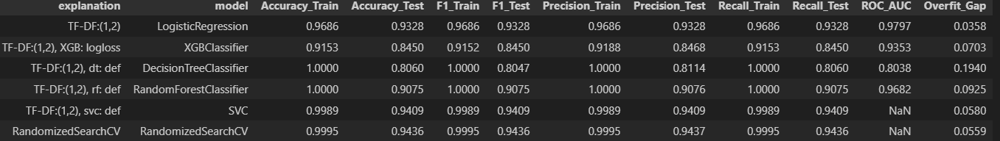 explanation model Accuracy_Train Accuracy_Test F1_Train F1_Test Precision_Train Precision_Test Recall_Train Recall_Test ROC_AUC Overfit_Gap
TF-DF:(1,2) LogisticRegression 0.9686 0.9328 0.9686 0.9328 0.9686 0.9328 0.9686 0.9328 0.9797 0.0358
TF-DF:(1,2), XGB: logloss XGBClassifier 0.9153 0.8450 0.9152 0.8450 0.9188 0.8468 0.9153 0.8450 0.9353 0.0703
TF-DF:(1,2), dt: def DecisionTreeClassifier 1.0000 0.8060 1.0000 0.8047 1.0000 0.8114 1.0000 0.8060 0.8038 0.1940
TF-DF:(1,2), rf: def RandomForestClassifier 1.0000 0.9075 1.0000 0.9075 1.0000 0.9076 1.0000 0.9075 0.9682 0.0925
TF-DF:(1,2), svc: def SVC 0.9989 0.9409 0.9989 0.9409 0.9989 0.9409 0.9989 0.9409 NaN 0.0580
RandomizedSearchCV RandomizedSearchCV 0.9995 0.9436 0.9995 0.9436 0.9995 0.9437 0.9995 0.9436 NaN 0.0559